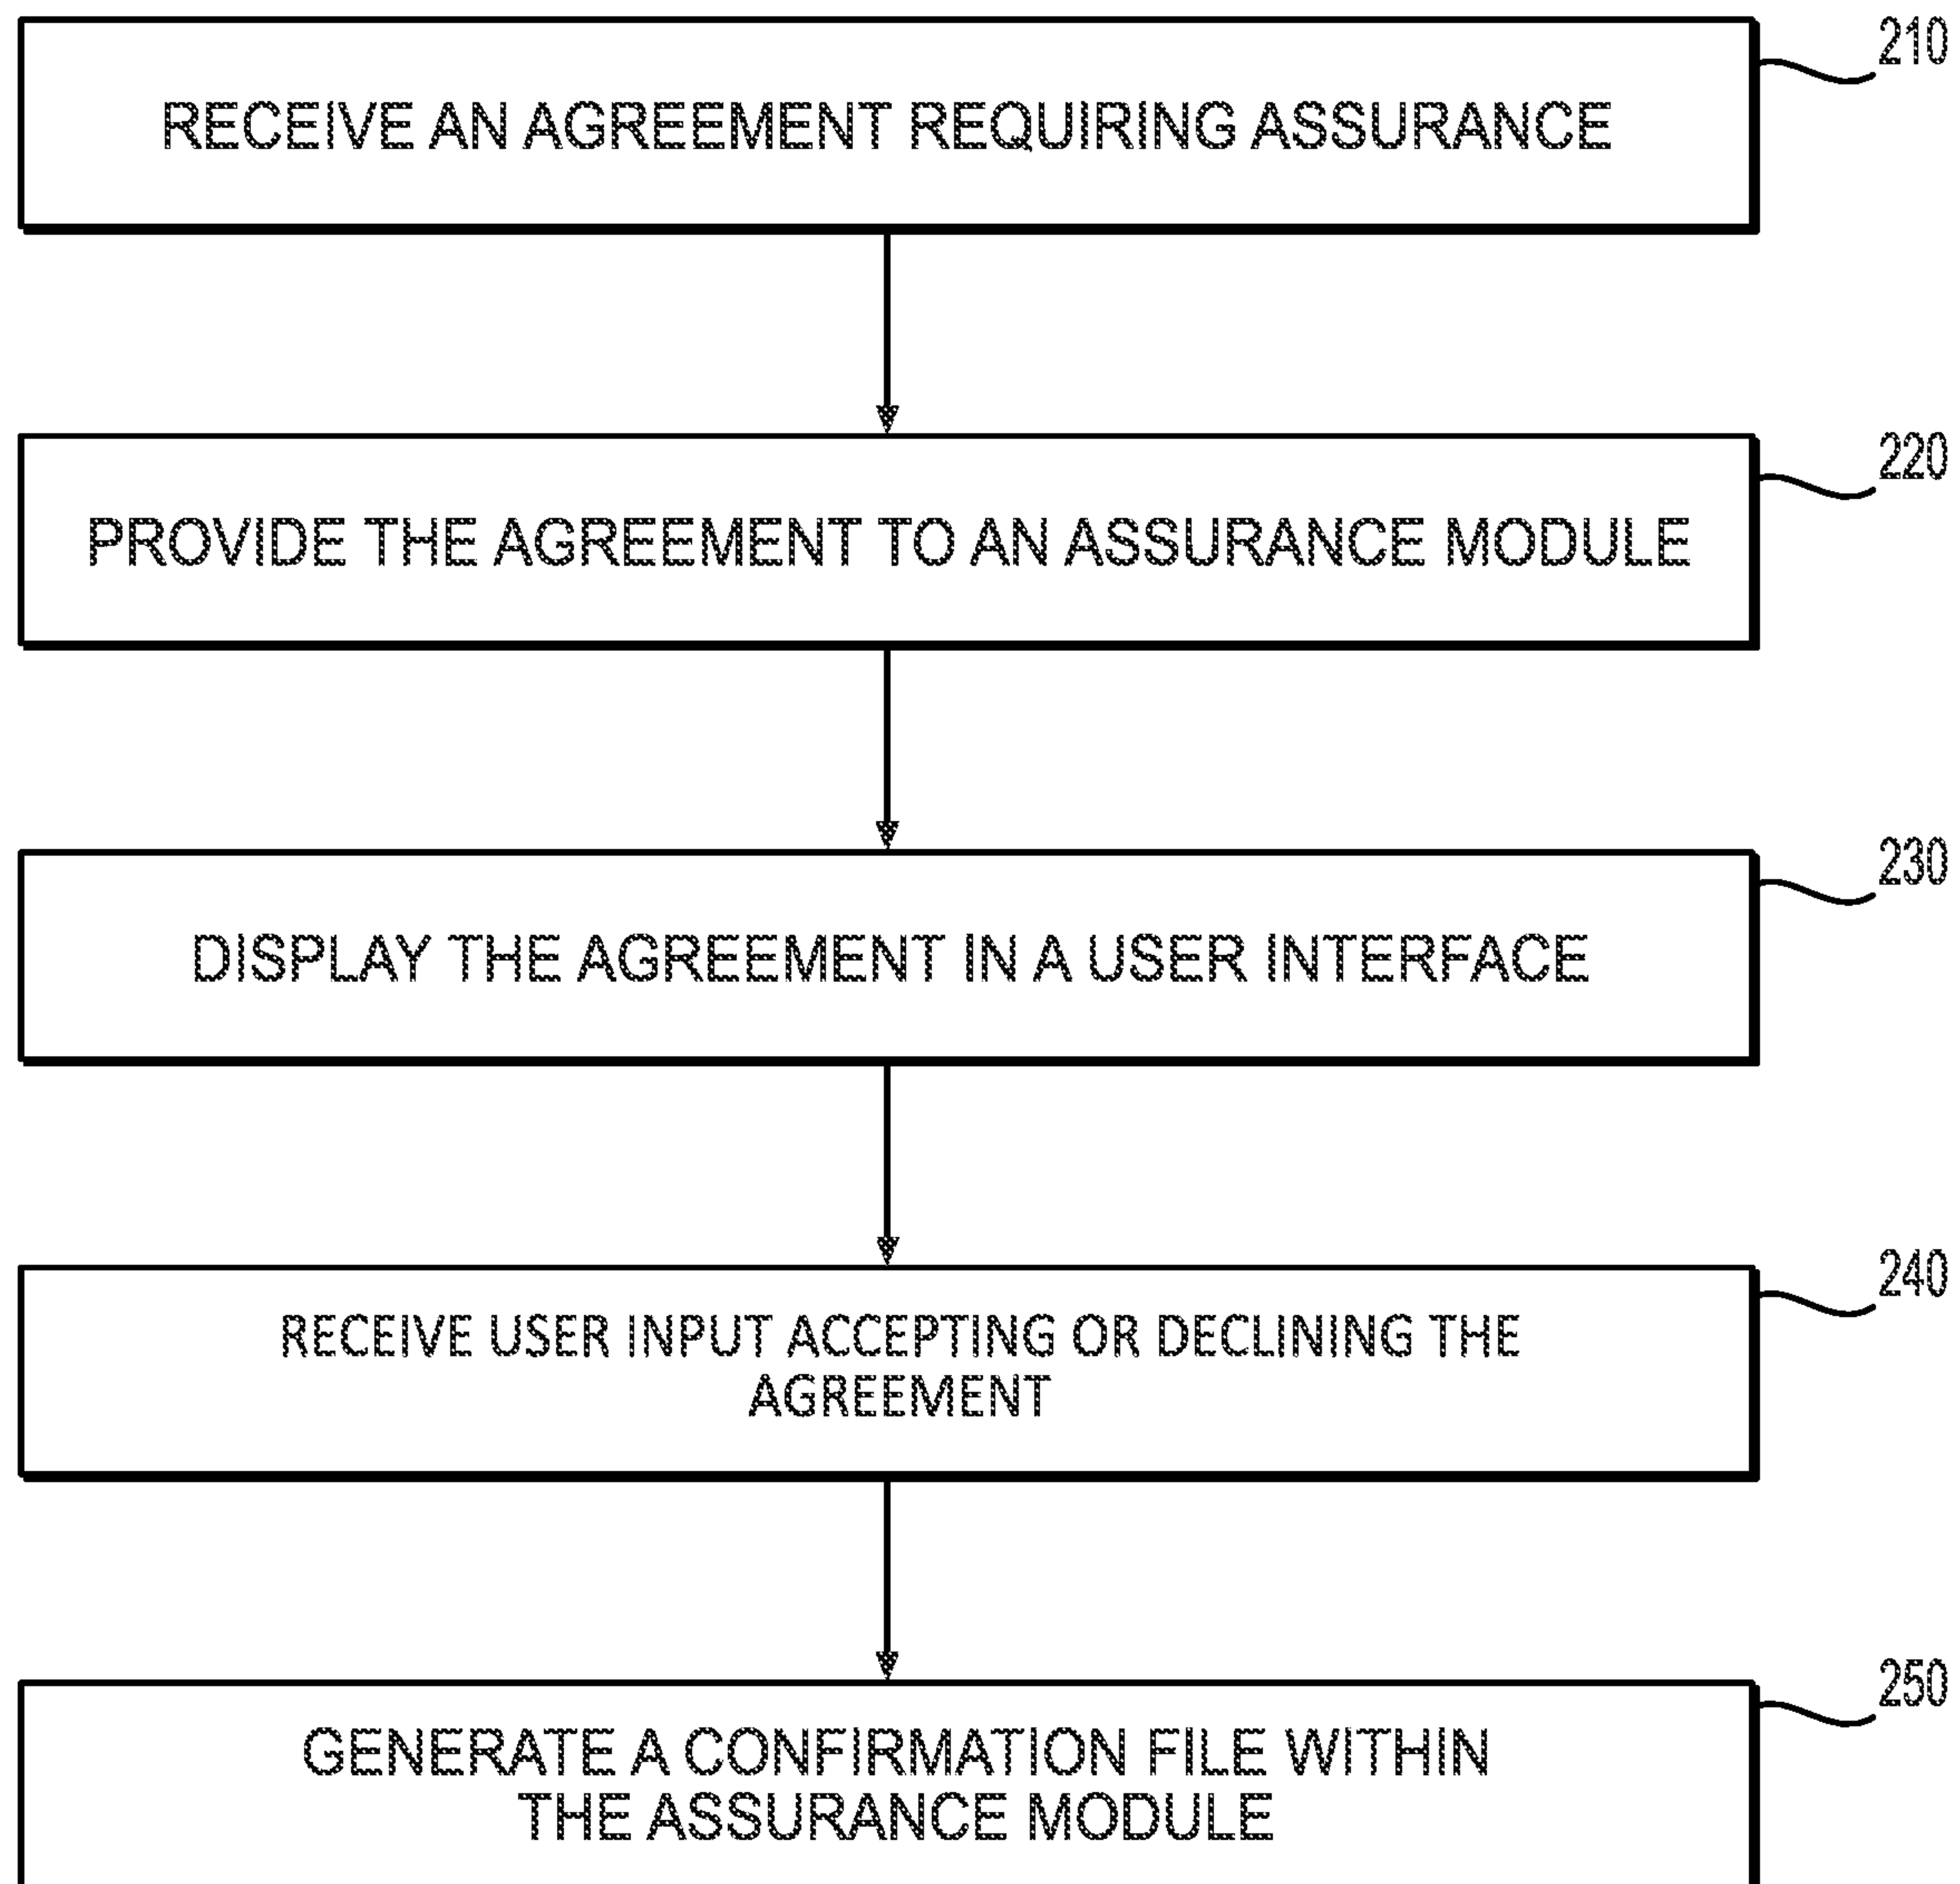 210
RECEIVE AN AGREEMENT REQUIRING ASSURANCE
220
PROVIDE THE AGREEMENT TO AN ASSURANCE MODULE
230
DISPLAY THE AGREEMENT IN A USER INTERFACE
240
RECEIVE USER INPUT ACCEPTING OR DECLINING THE
AGREEMENT
250
GENERATE A CONFIRMATION FILE WITHIN
THE ASSURANCE MODULE